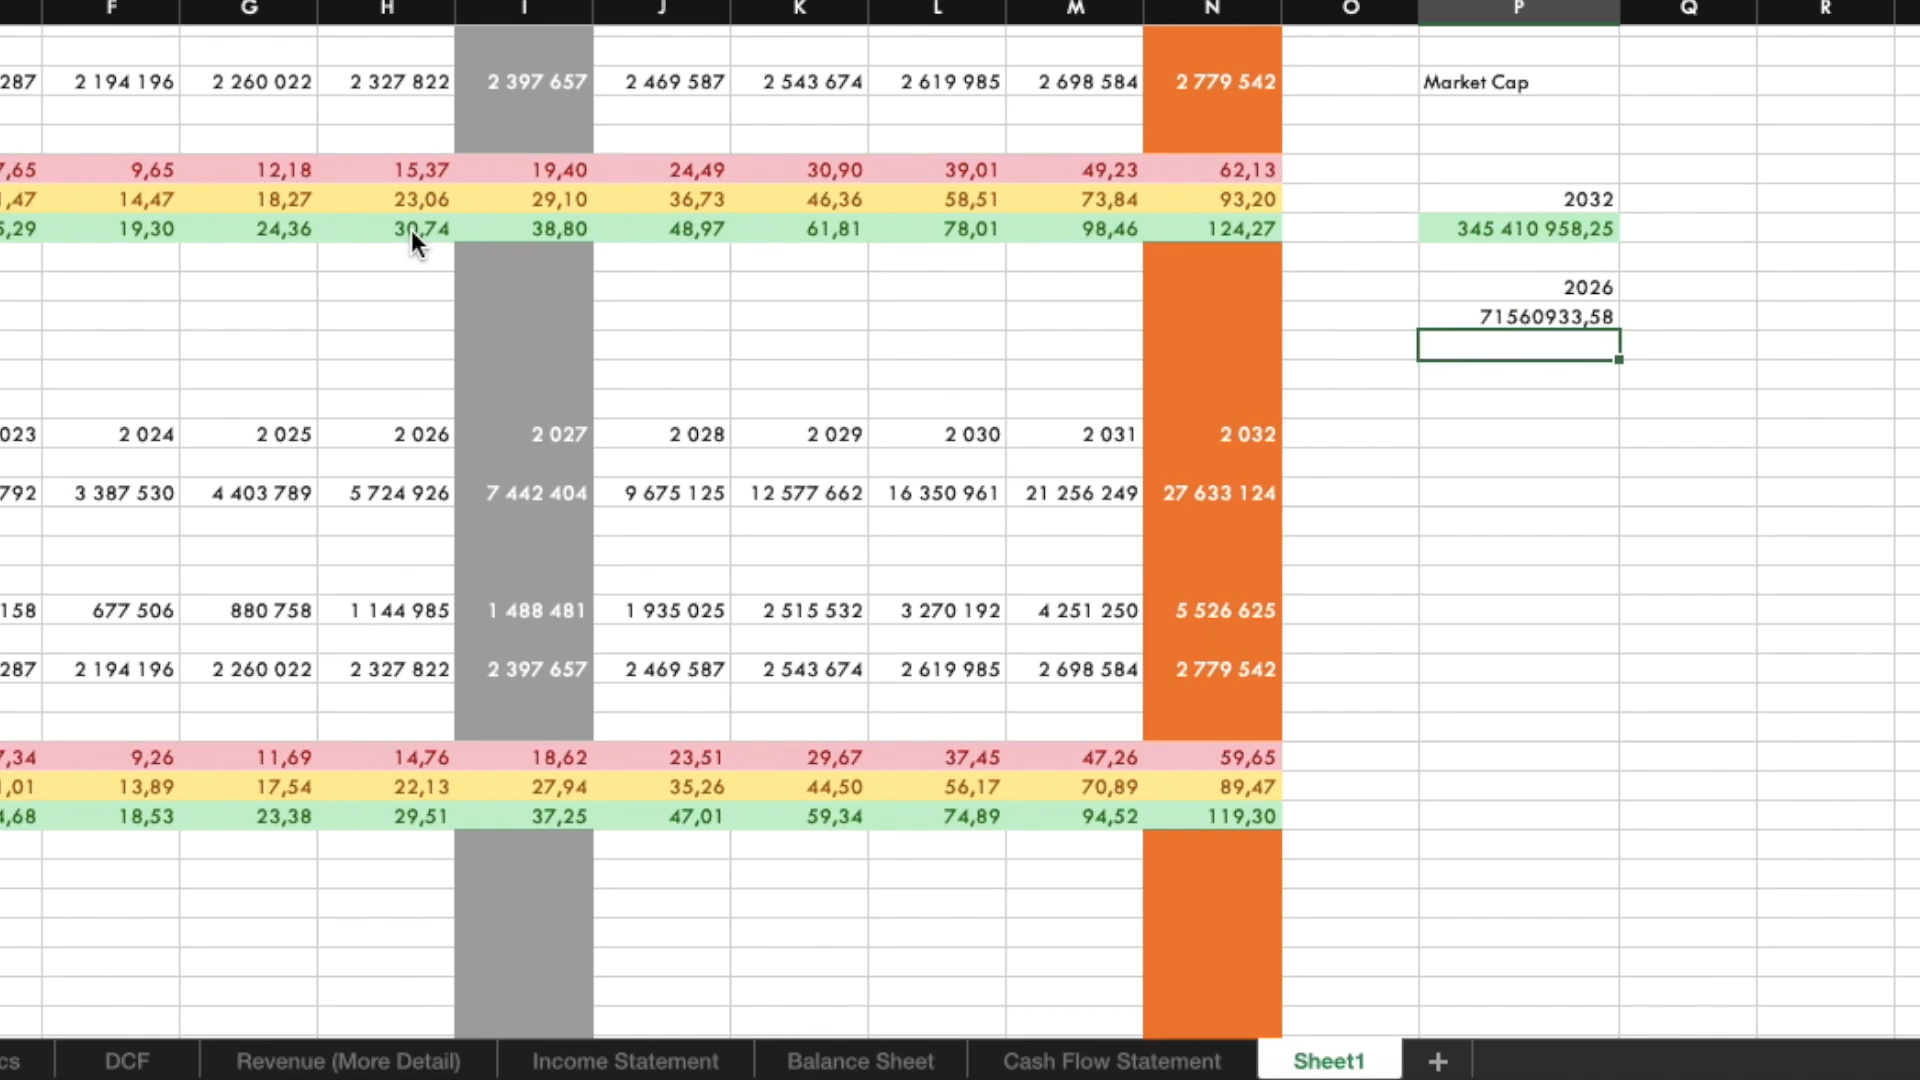 F G H I J K L M N O P Q R
287 2 194 196 2 260 022 2 327 822 2 397 657 2 469 587 2 543 674 2 619 985 2 698 584 2 779 542 Market Cap
7,65 9,65 12,18 15,37 19,40 24,49 30,90 39,01 49,23 62,13
,47 14,47 18,27 23,06 29,10 36,73 46,36 58,51 73,84 93,20 2032
5,29 19,30 24,36 30,74 38,80 48,97 61,81 78,01 98,46 124,27 345 410 958,25
2026
71560933,58
023 2 024 2 025 2 026 2 027 2 028 2 029 2 030 2 031 2 032
792 3 387 530 4 403 789 5 724 926 7 442 404 9 675 125 12 577 662 16 350 961 21 256 249 27 633 124
158 677 506 880 758 1 144 985 1 488 481 1 935 025 2 515 532 3 270 192 4 251 250 5 526 625
287 2 194 196 2 260 022 2 327 822 2 397 657 2 469 587 2 543 674 2 619 985 2 698 584 2 779 542
7,34 9,26 11,69 14,76 18,62 23,51 29,67 37,45 47,26 59,65
,01 13,89 17,54 22,13 27,94 35,26 44,50 56,17 70,89 89,47
4,68 18,53 23,38 29,51 37,25 47,01 59,34 74,89 94,52 119,30
cs DCF Revenue (More Detail) Income Statement Balance Sheet Cash Flow Statement Sheet1 +